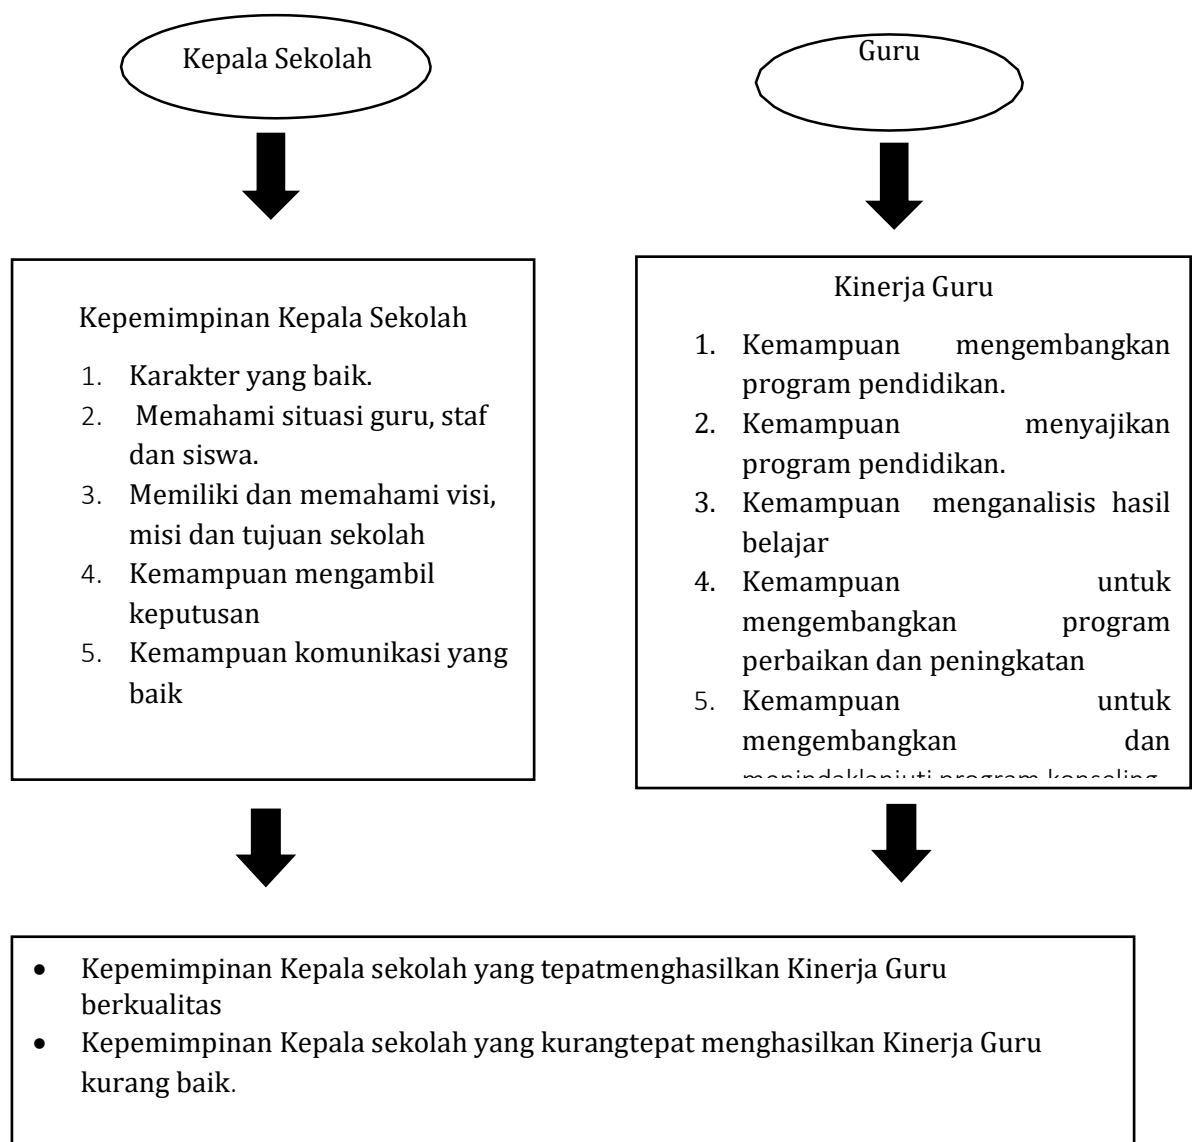 Kepala Sekolah
Guru
Kepemimpinan Kepala Sekolah
1. Karakter yang baik.
2. Memahami situasi guru, staf
dan siswa.
3. Memiliki dan memahami visi,
misi dan tujuan sekolah
4. Kemampuan mengambil
keputusan
5. Kemampuan komunikasi yang
baik
Kinerja Guru
1. Kemampuan mengembangkan
program pendidikan.
2. Kemampuan menyajikan
program pendidikan.
3. Kemampuan menganalisis hasil
belajar
4. Kemampuan untuk
mengembangkan program
perbaikan dan peningkatan
5. Kemampuan untuk
mengembangkan dan
menindaklanjuti program konseling
• Kepemimpinan Kepala sekolah yang tepatmenghasilkan Kinerja Guru
berkualitas
• Kepemimpinan Kepala sekolah yang kurangtepat menghasilkan Kinerja Guru
kurang baik.